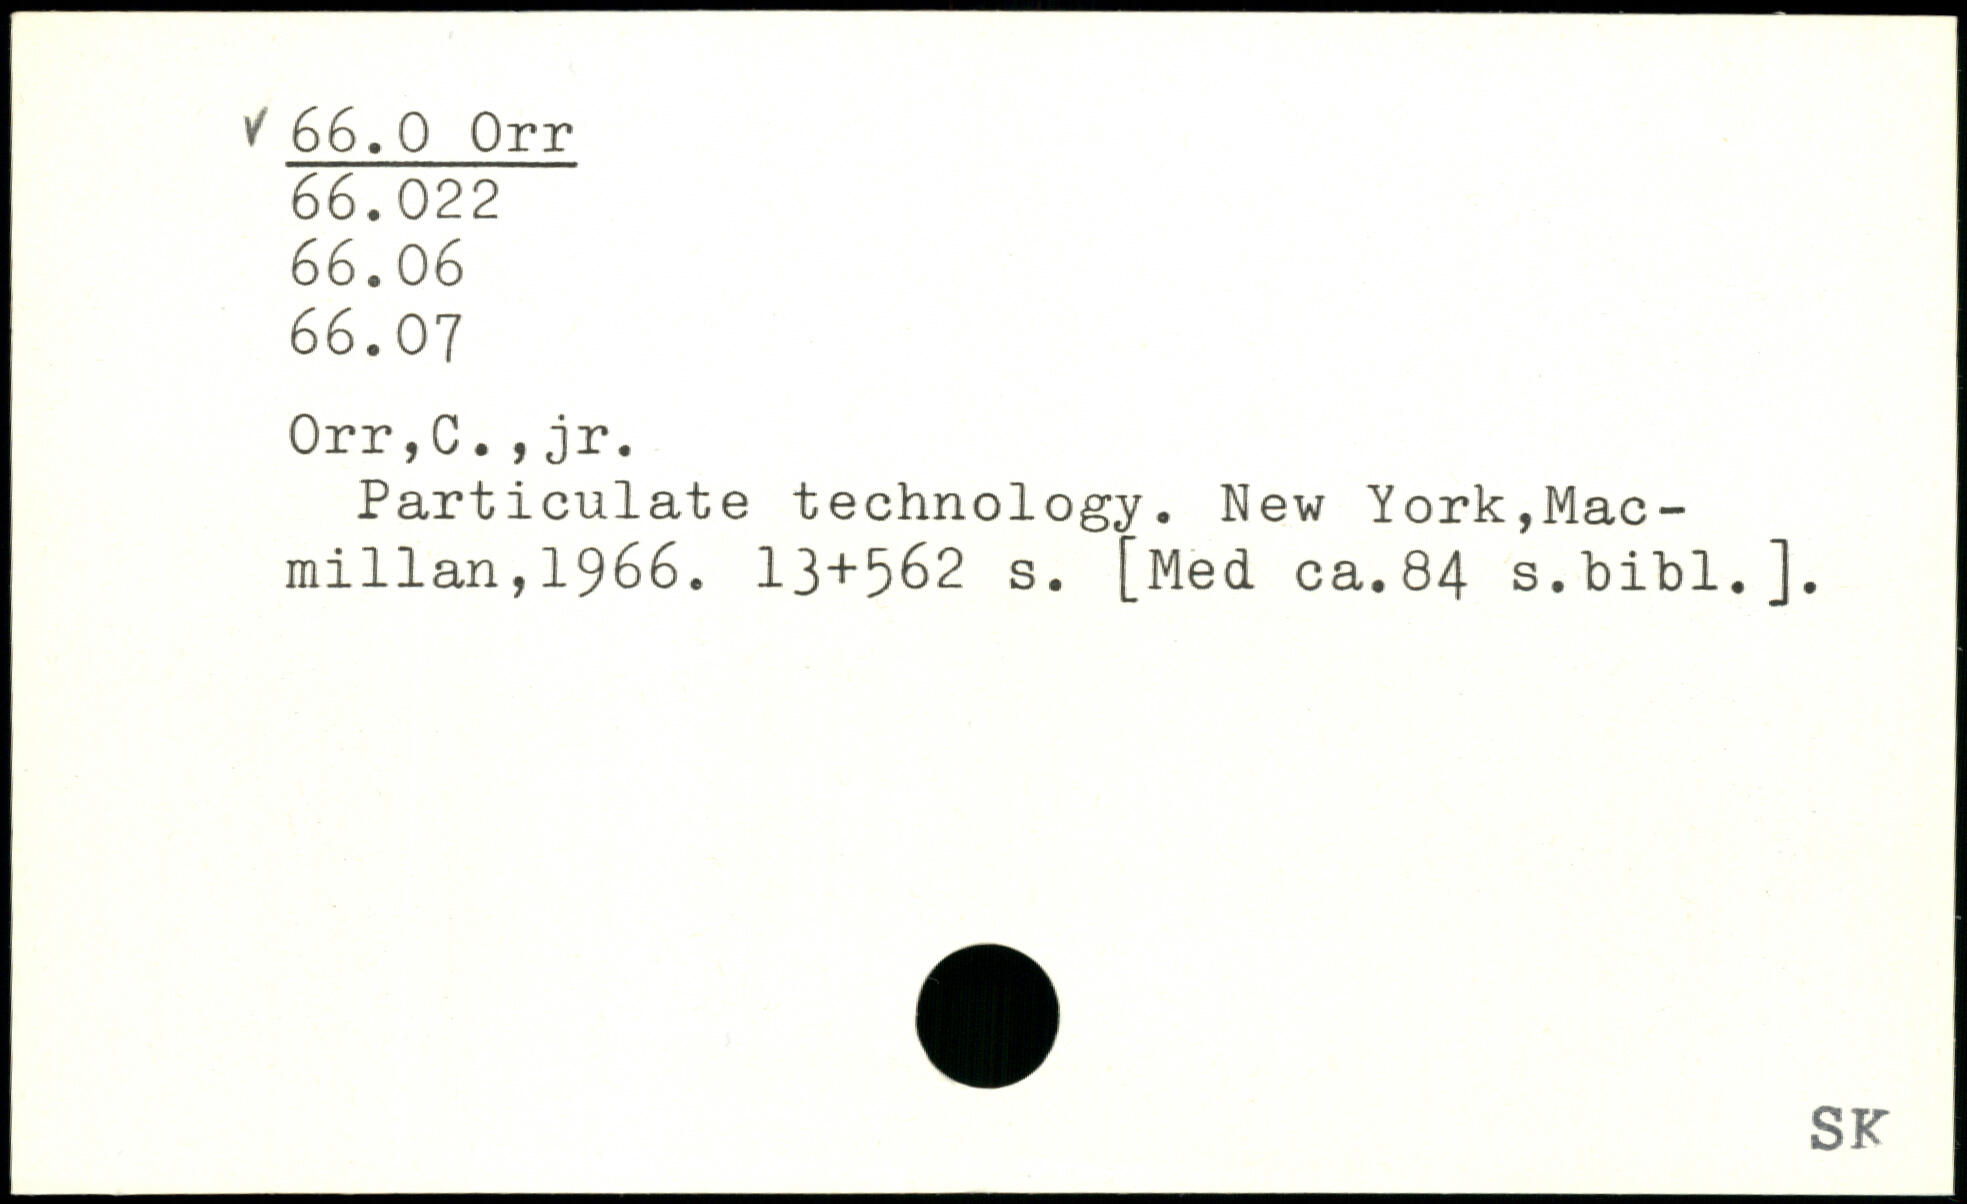 ✓ 66.0 Orr
66.022
66.06
66.07
Orr,C.,jr.
Particulate technology. New York,Mac-
millan,1966. 13+562 s. [Med ca.84 s.bibl.].
SK